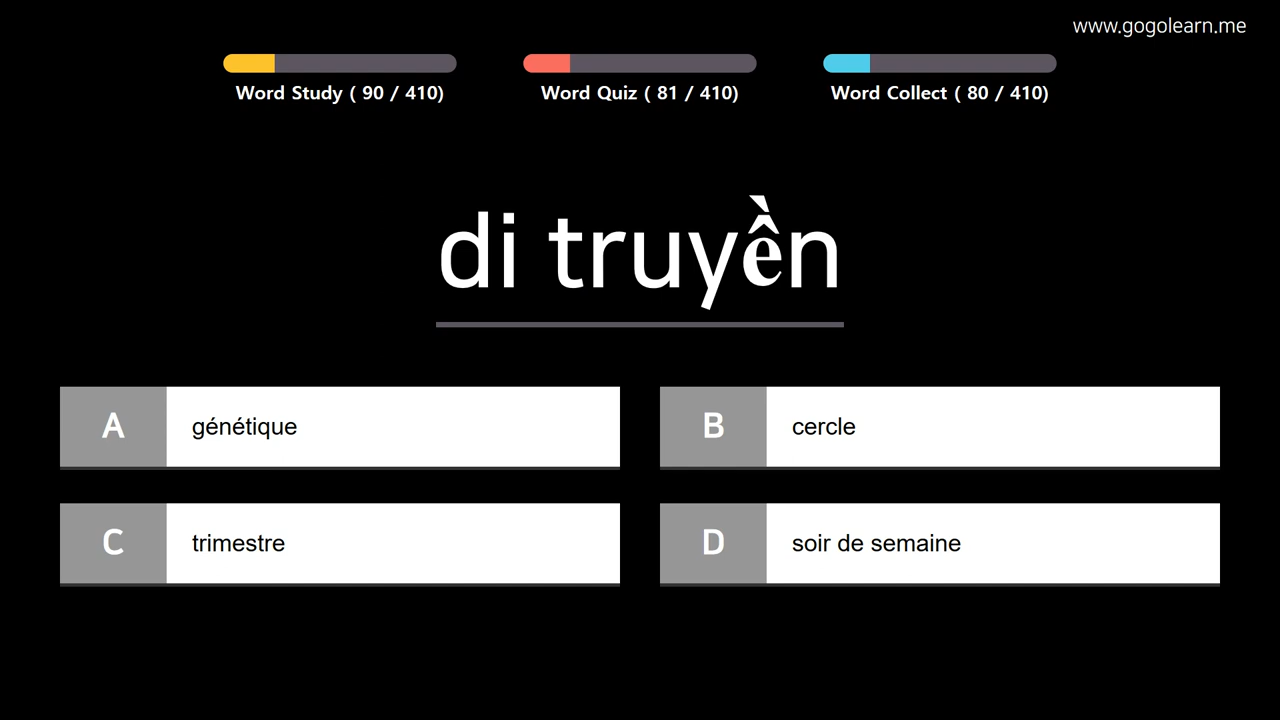 www.gogolearn.me
Word Study ( 90 / 410)
Word Quiz ( 81 / 410)
Word Collect ( 80 / 410)
di truyền
A génétique
B cercle
C trimestre
D soir de semaine